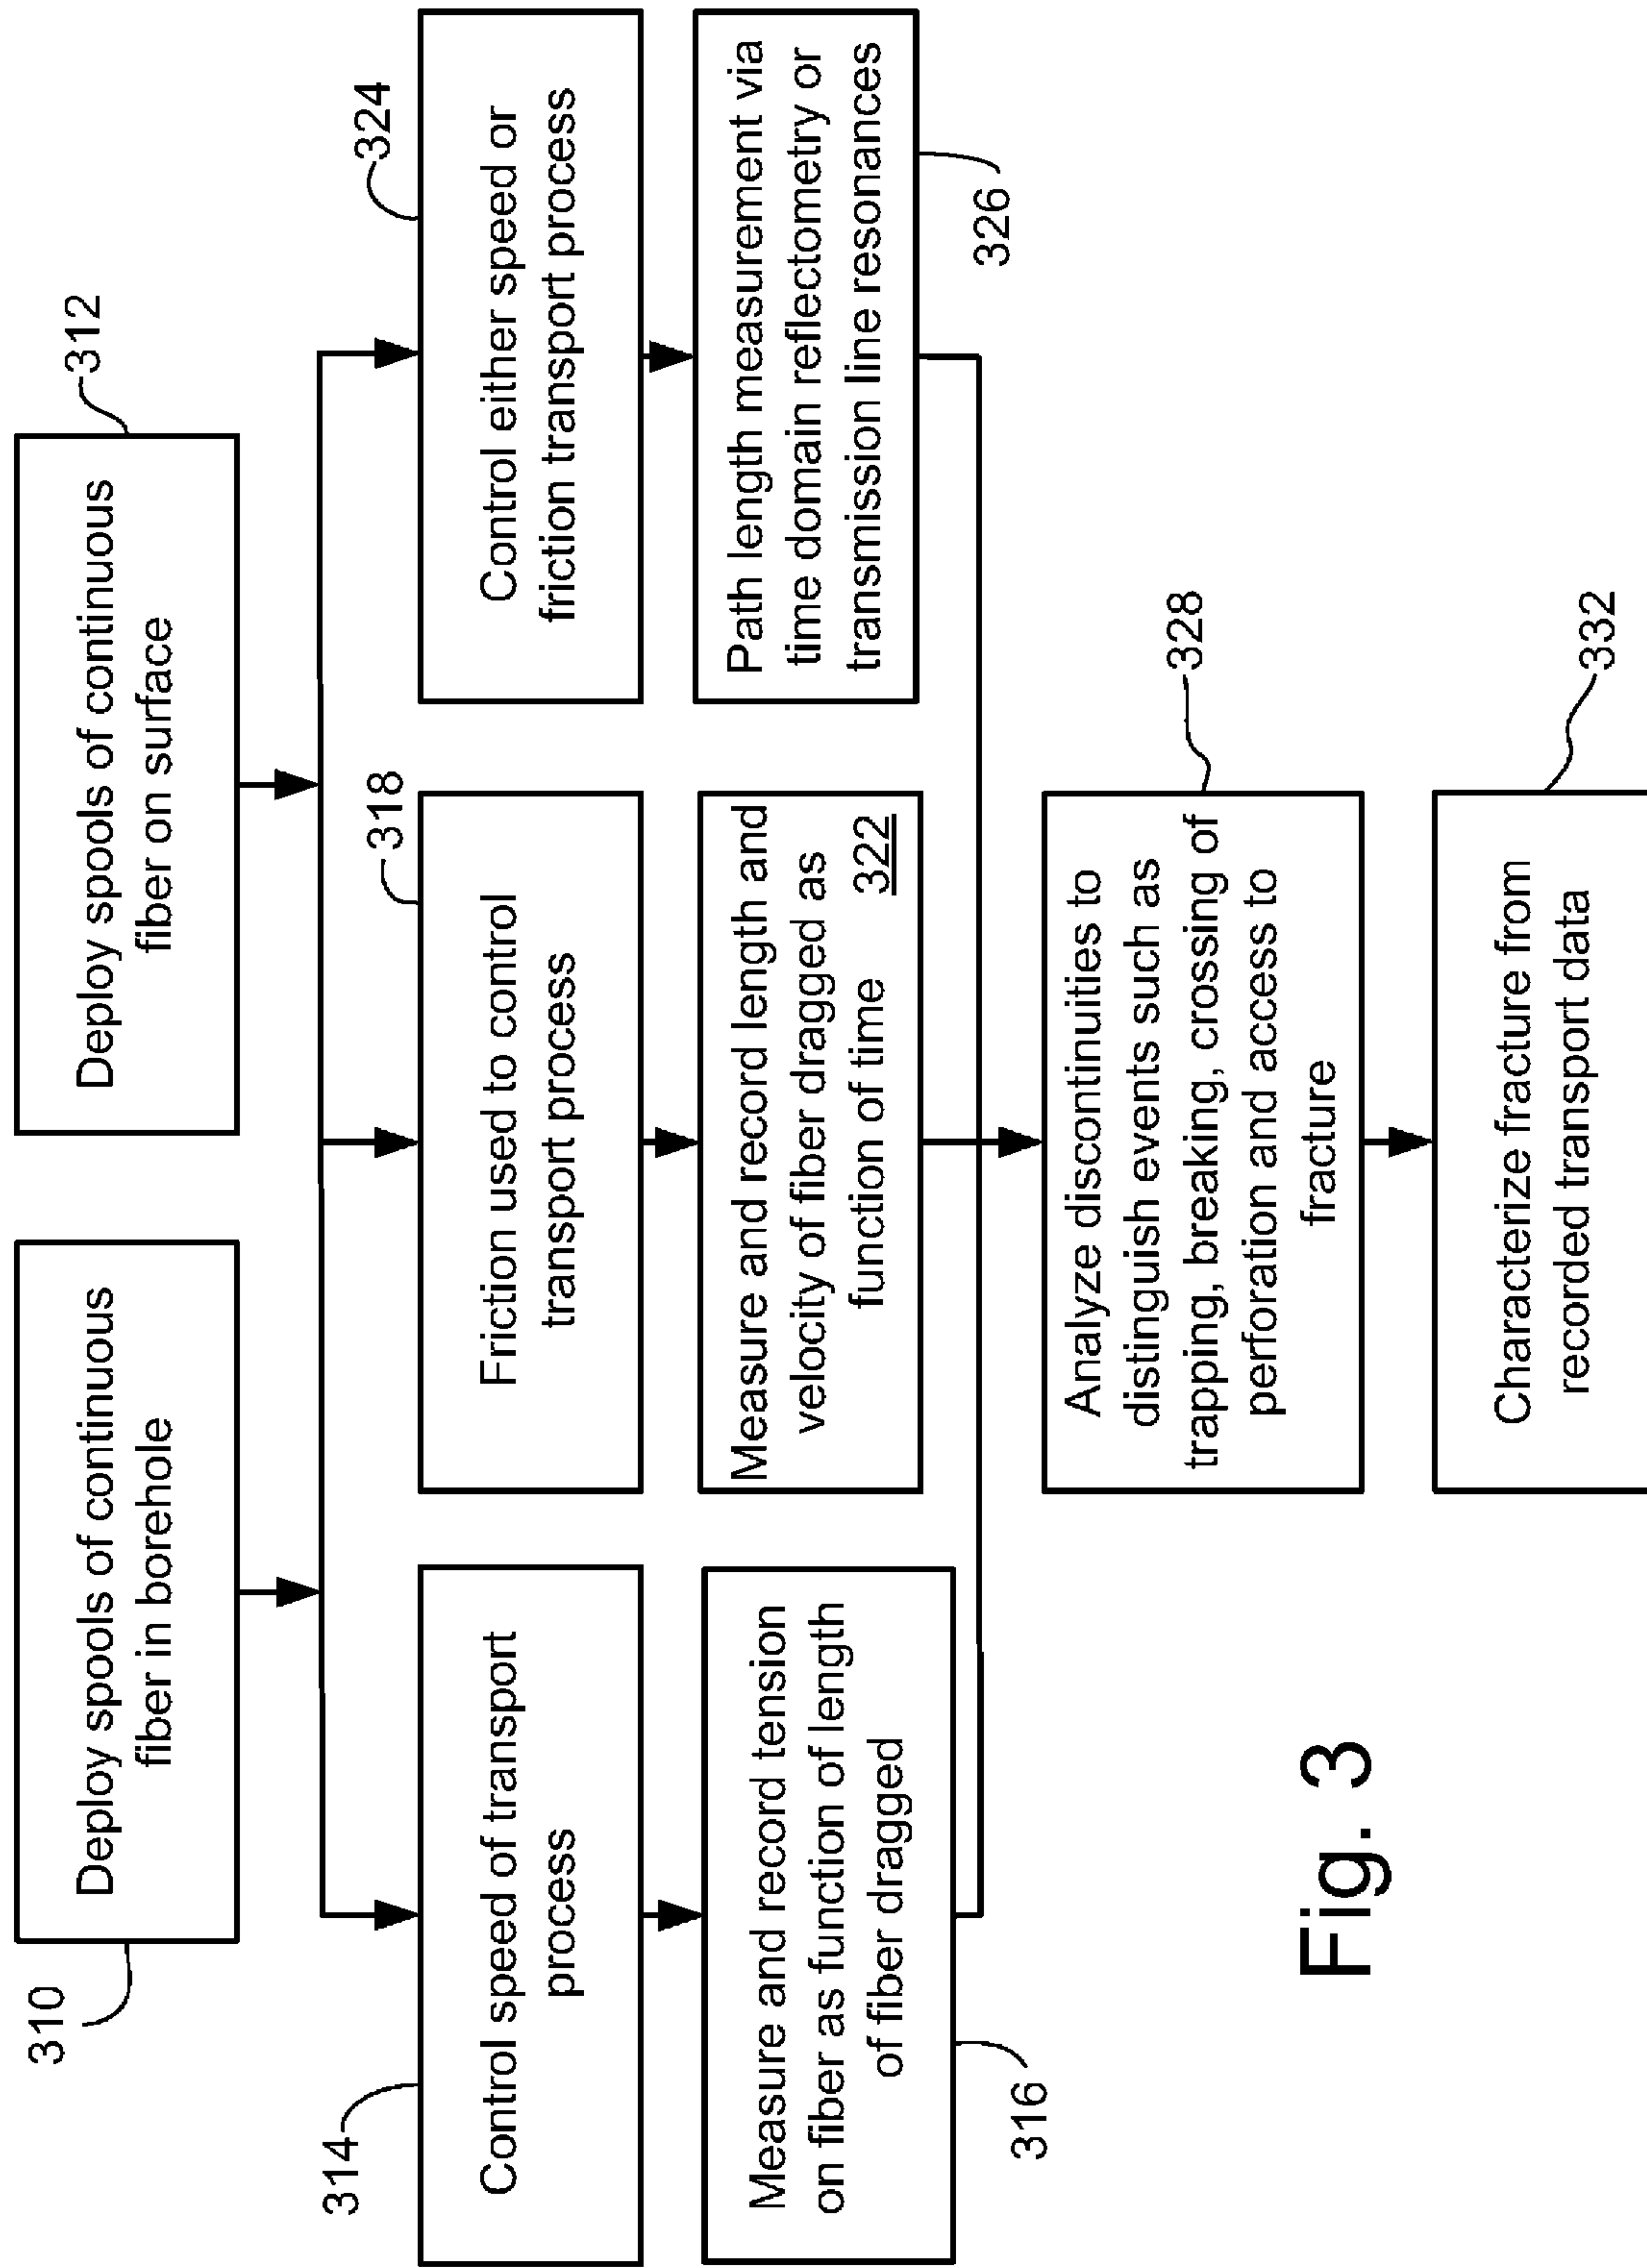 310
Deploy spools of continuous
fiber in borehole
Deploy spools of continuous
fiber on surface
312
314
Control speed of transport
process
318
Friction used to control
transport process
324
Control either speed or
friction transport process
Measure and record tension
on fiber as function of length
of fiber dragged
316
Measure and record length and
velocity of fiber dragged as
function of time
322
Path length measurement via
time domain reflectometry or
transmission line resonances
326
Analyze discontinuities to
distinguish events such as
trapping, breaking, crossing of
perforation and access to
fracture
328
Characterize fracture from
recorded transport data
332
Fig. 3